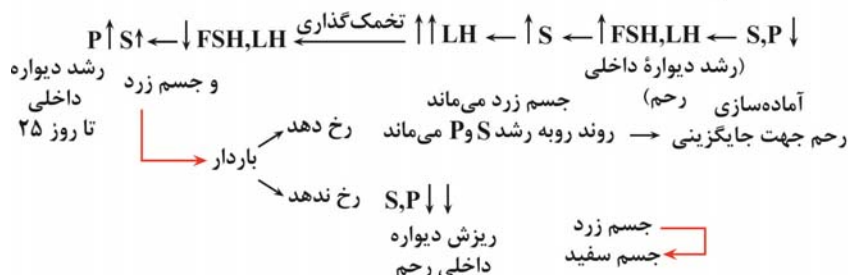 S,P↓ ← ↑FSH,LH ← ↑S ← ↑↑LH ← تخمک‌گذاری ← ↓FSH,LH ← P↑S↑
(رشد دیوارهٔ داخلی رحم)
و جسم زرد
رشد دیواره
داخلی
تا روز ۲۵
باردار
رخ دهد
جسم زرد می‌ماند
روند روبه رشد S و P می‌ماند
→
آماده‌سازی
رحم جهت جایگزینی
رخ ندهد
S,P↓↓
ریزش دیواره
داخلی رحم
جسم زرد
جسم سفید